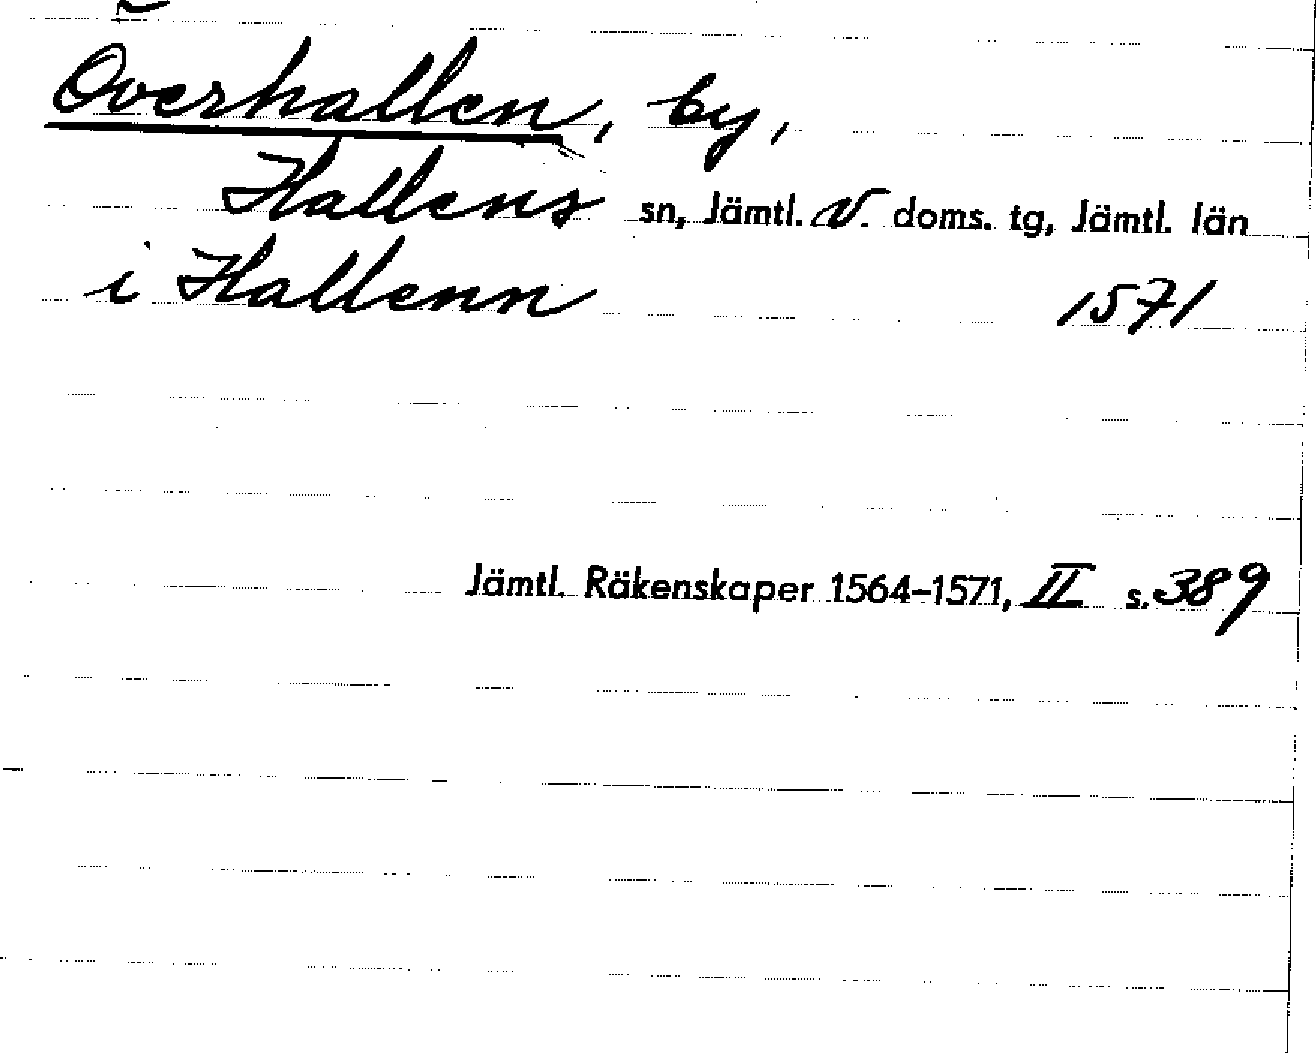 Överhallen, by,
Hallens sn, Jämtl. V. doms. tg, Jämtl. län
i Hallenn 1571
Jämtl. Räkenskaper 1564-1571, II s. 389